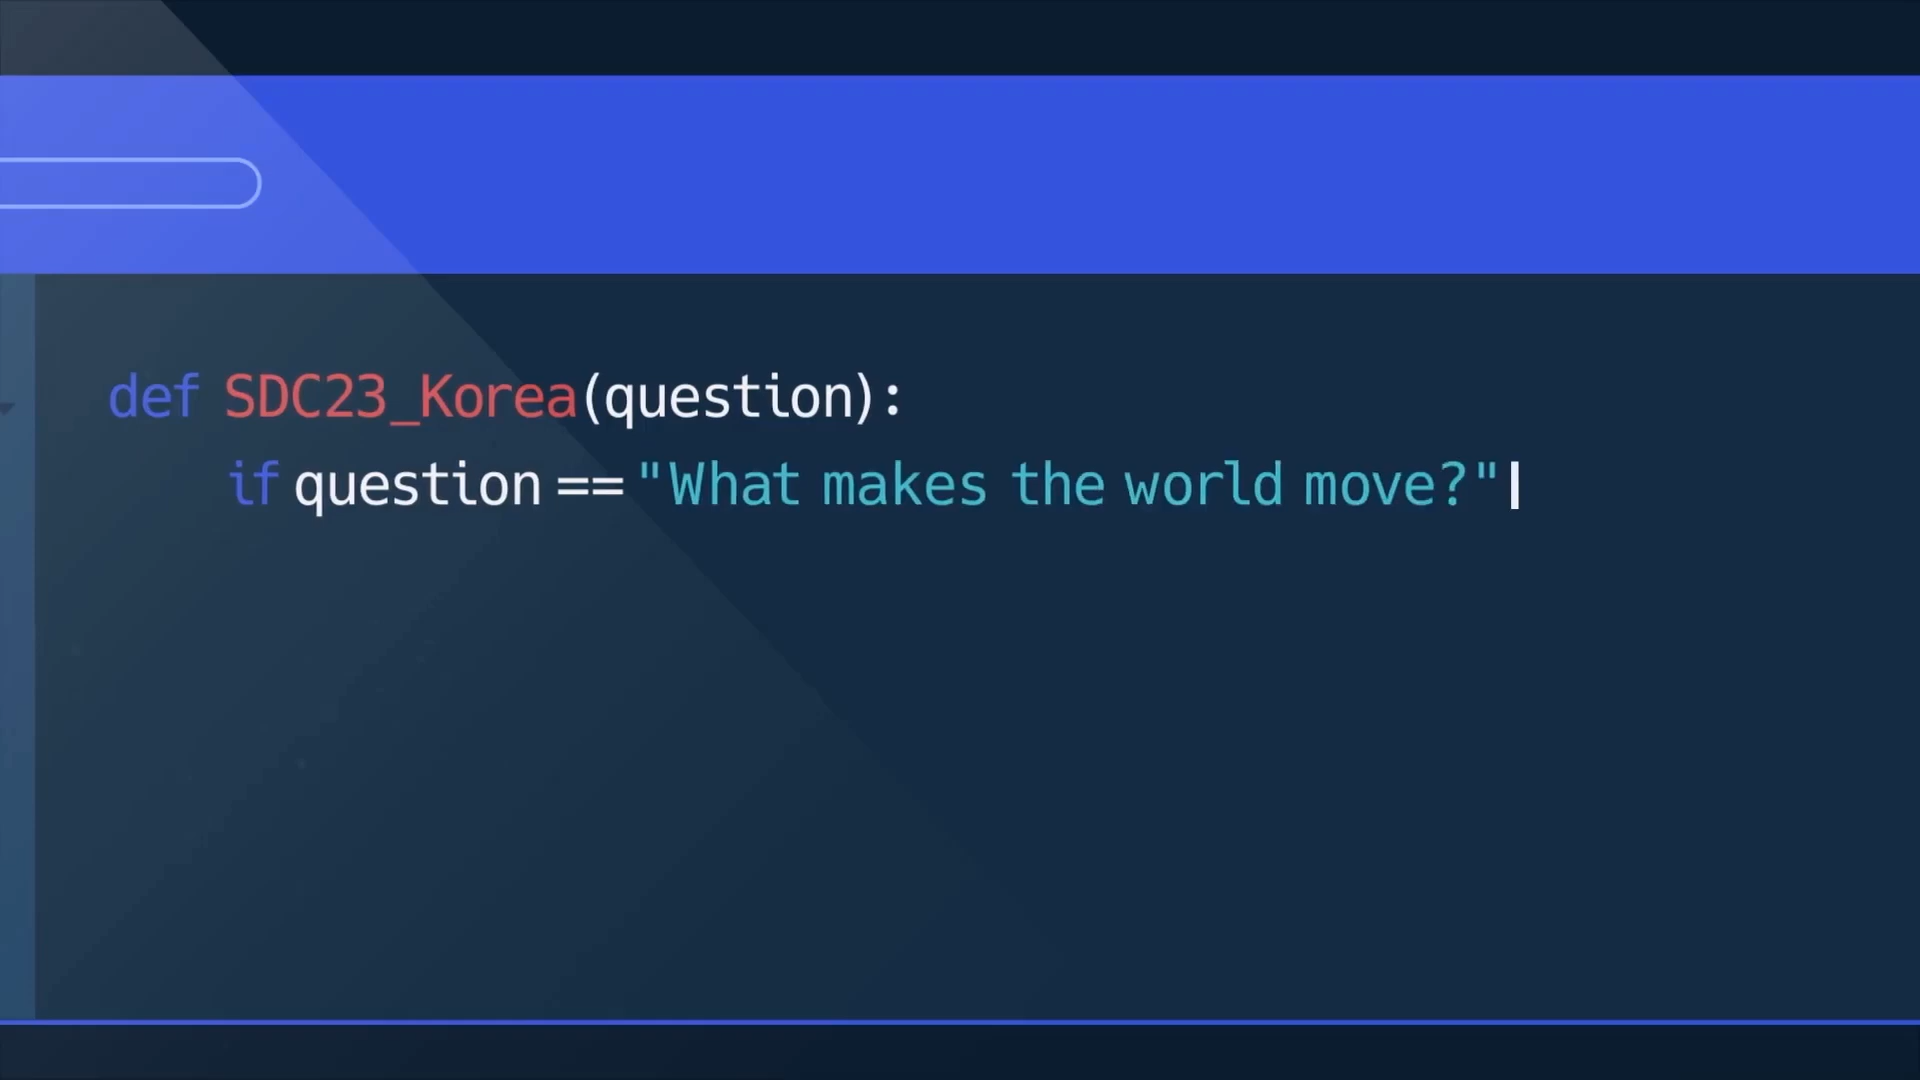 def SDC23_Korea(question):
if question == "What makes the world move?"